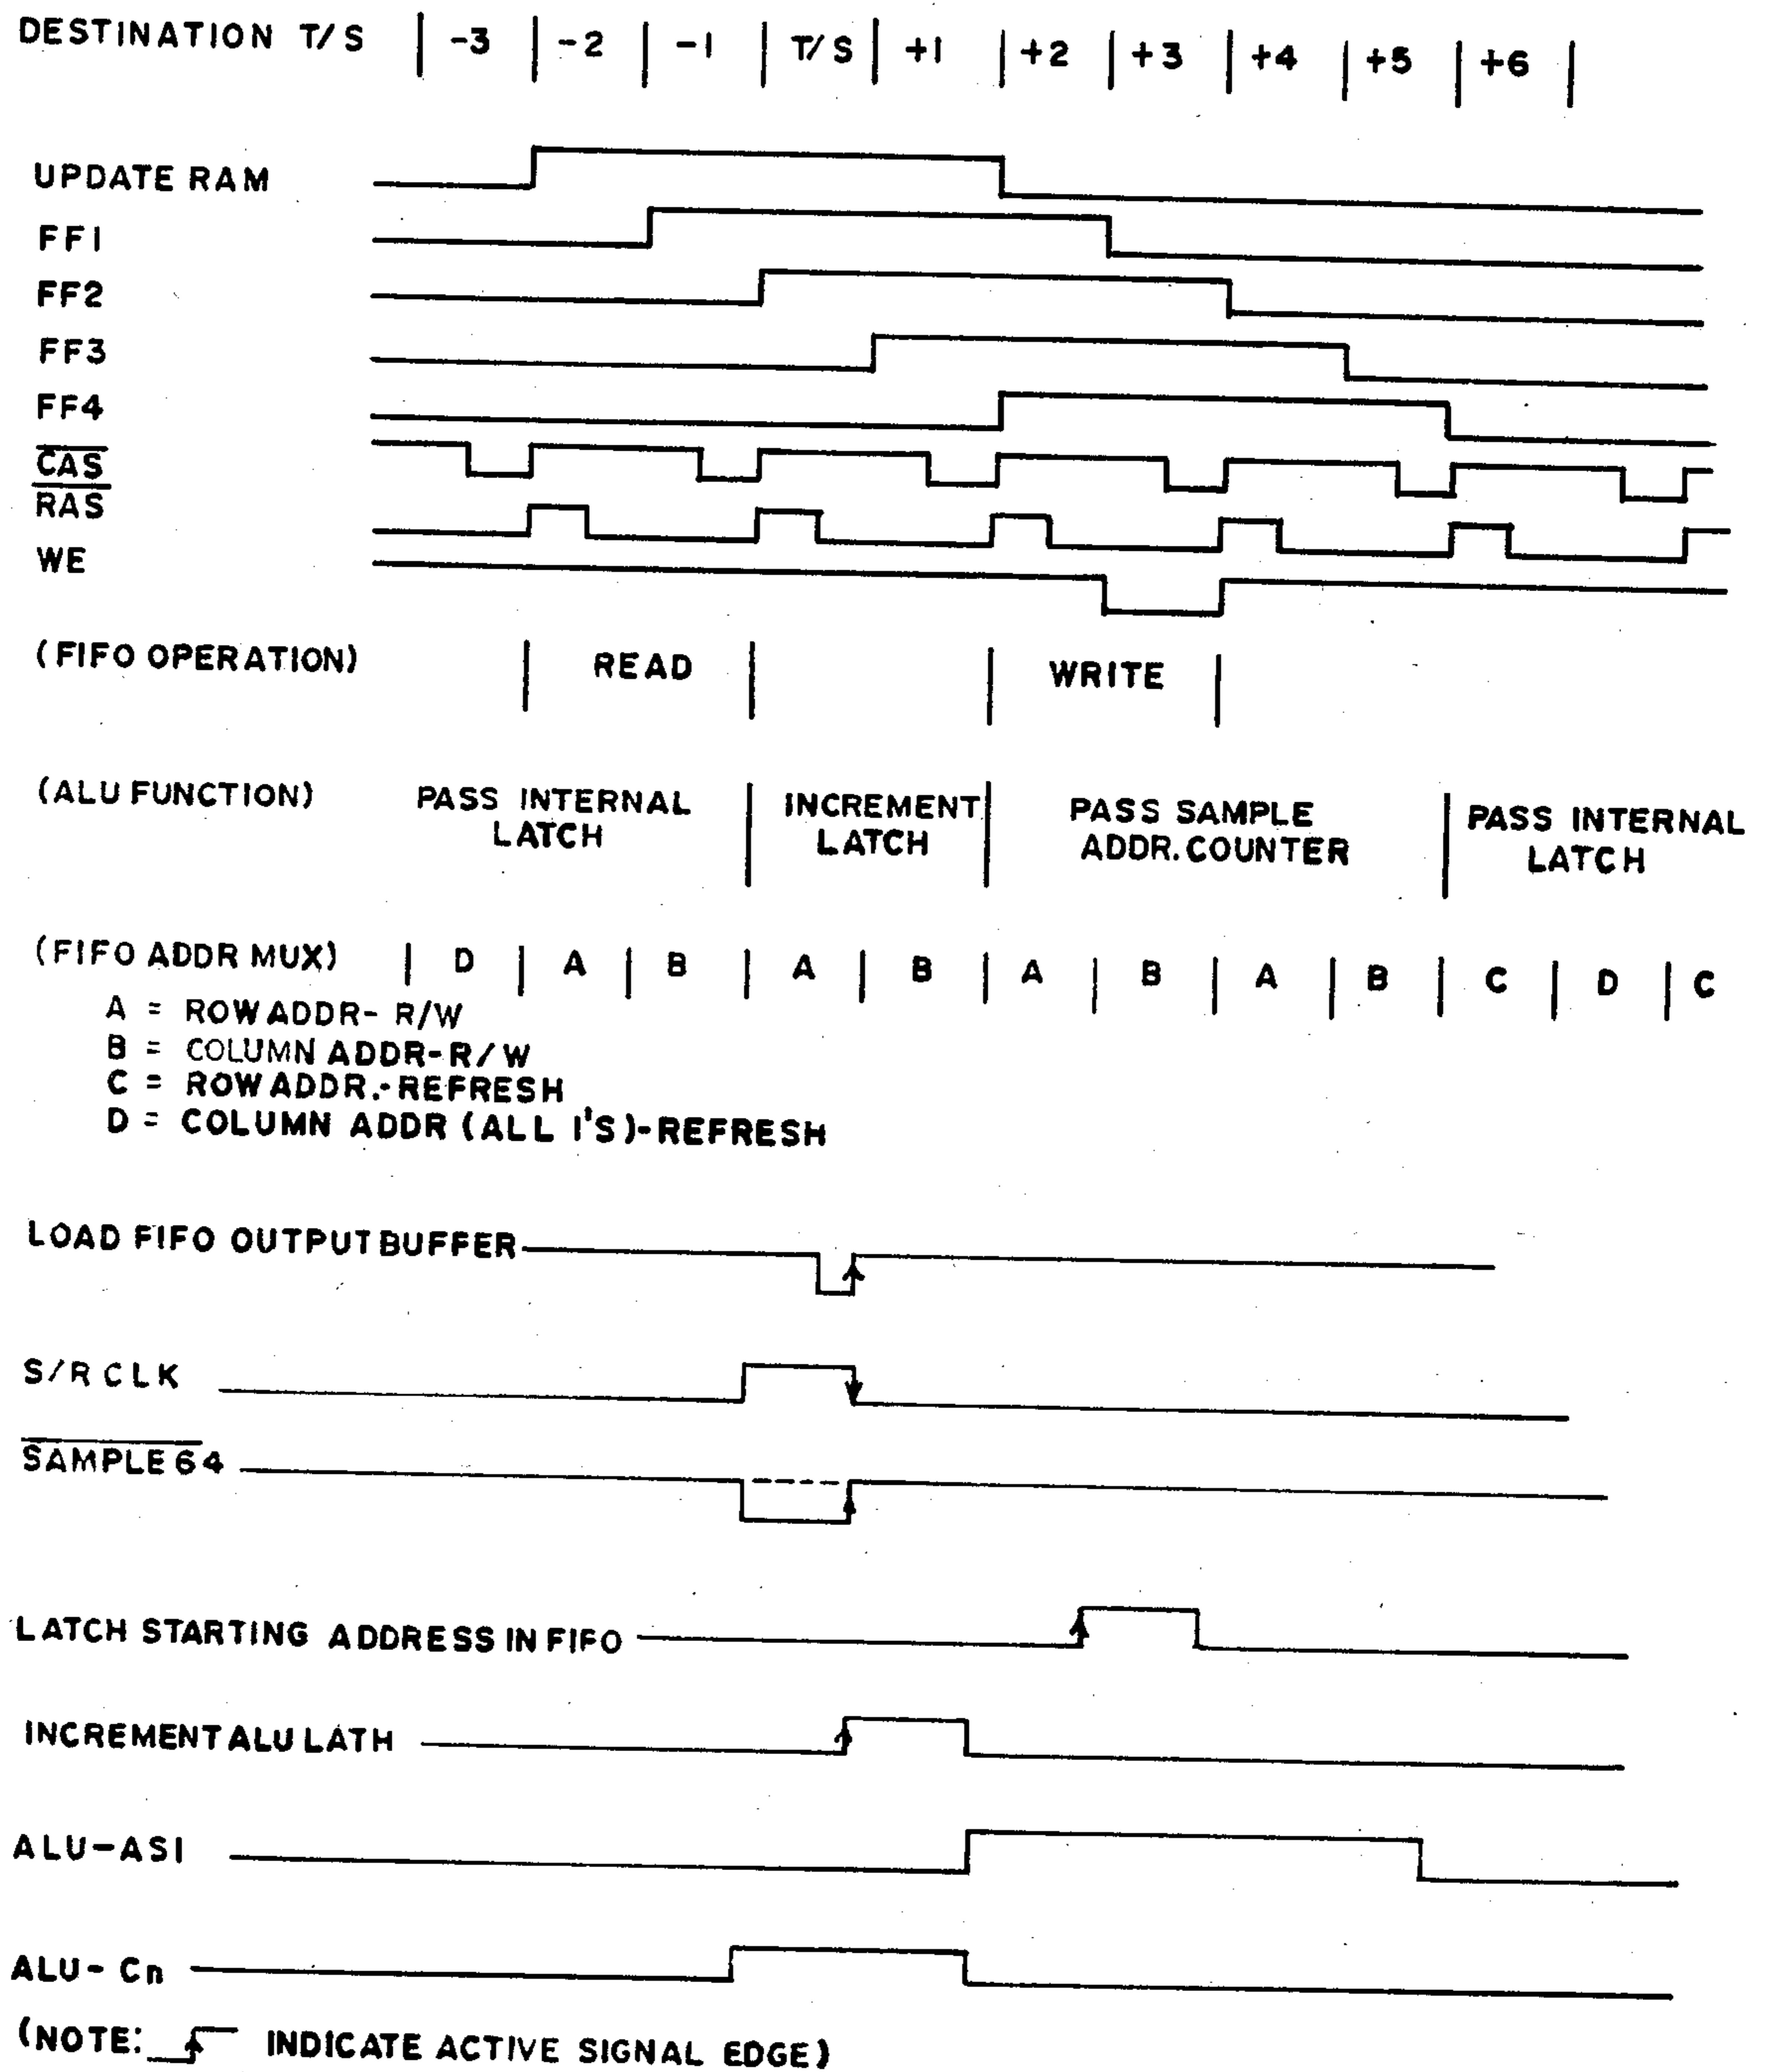 DESTINATION T/S | -3 | -2 | -1 | T/S | +1 | +2 | +3 | +4 | +5 | +6 |
UPDATE RAM
FF1
FF2
FF3
FF4
CAS
RAS
WE
(FIFO OPERATION) | READ | | WRITE |
(ALU FUNCTION) PASS INTERNAL LATCH | INCREMENT LATCH | PASS SAMPLE ADDR. COUNTER | PASS INTERNAL LATCH
(FIFO ADDR MUX) | D | A | B | A | B | A | B | A | B | C | D | C
A = ROW ADDR- R/W
B = COLUMN ADDR-R/W
C = ROW ADDR.-REFRESH
D = COLUMN ADDR (ALL 1'S)-REFRESH
LOAD FIFO OUTPUT BUFFER
S/R CLK
SAMPLE 64
LATCH STARTING ADDRESS IN FIFO
INCREMENT ALU LATH
ALU-AS1
ALU- Cn
(NOTE: INDICATE ACTIVE SIGNAL EDGE)